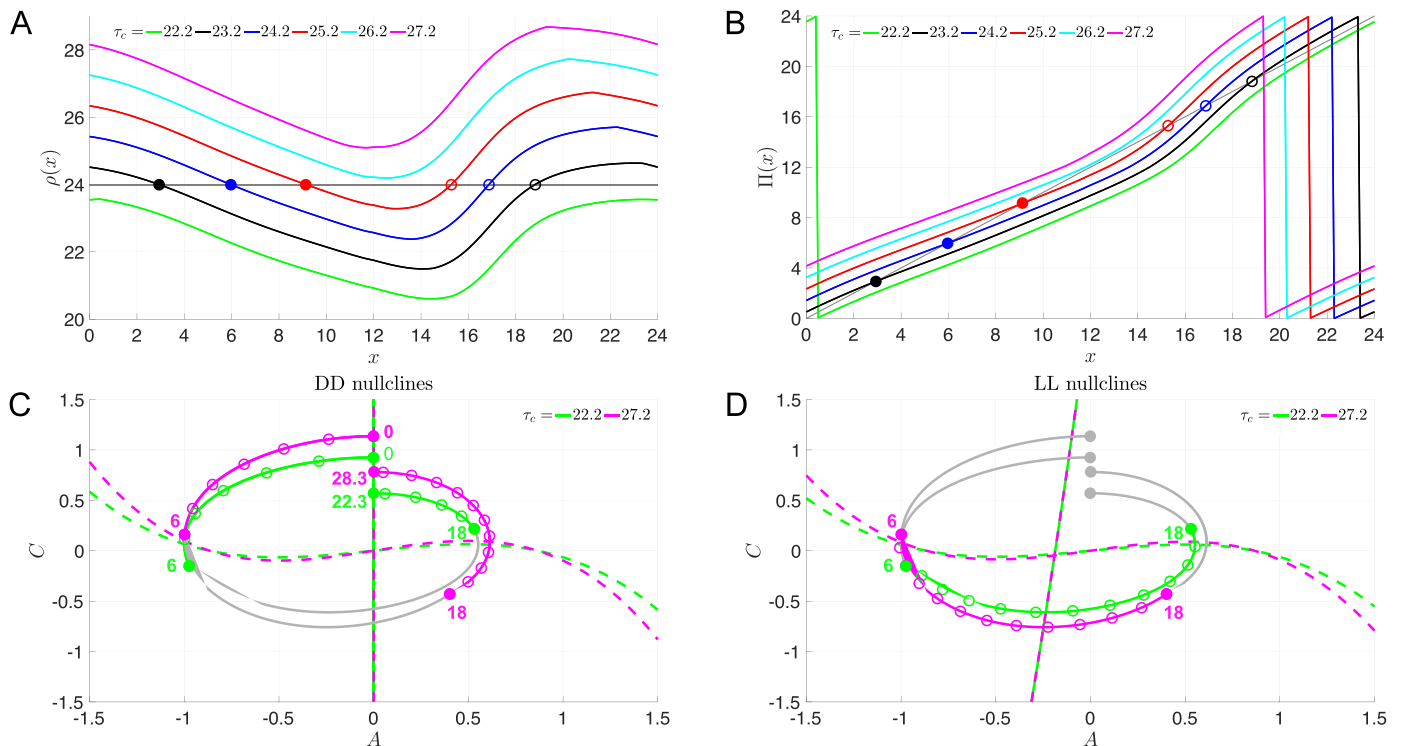 A
τc = 22.2 23.2 24.2 25.2 26.2 27.2
28
26
24
22
20
ρ(x)
0 2 4 6 8 10 12 14 16 18 20 22 24
x
B
τc = 22.2 23.2 24.2 25.2 26.2 27.2
24
20
16
12
8
4
0
Π(x)
0 2 4 6 8 10 12 14 16 18 20 22 24
x
C
DD nullclines
τc = 22.2 27.2
1.5
1
0.5
0
-0.5
-1
-1.5
C
0
0
28.3
22.3
6
18
6
18
-1.5 -1 -0.5 0 0.5 1 1.5
A
D
LL nullclines
τc = 22.2 27.2
1.5
1
0.5
0
-0.5
-1
-1.5
C
6
18
6
18
-1.5 -1 -0.5 0 0.5 1 1.5
A